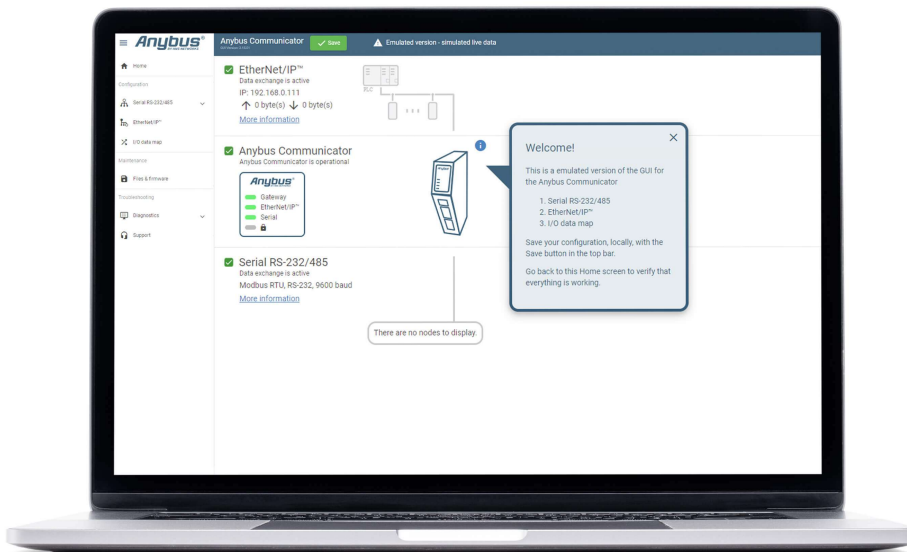 Anybus®
BY HMS NETWORKS
Anybus Communicator
Save
Emulated version - simulated live data
Home
Configuration
Serial RS-232/485
EtherNet/IP™
I/O data map
Maintenance
Files & firmware
Troubleshooting
Diagnostics
Support
EtherNet/IP™
Data exchange is active
IP: 192.168.0.111
0 byte(s) 0 byte(s)
More information
PLC
Anybus Communicator
Anybus Communicator is operational
Anybus®
Gateway
EtherNet/IP™
Serial
Serial RS-232/485
Data exchange is active
Modbus RTU, RS-232, 9600 baud
More information
There are no nodes to display.
Welcome!
This is a emulated version of the GUI for
the Anybus Communicator
1. Serial RS-232/485
2. EtherNet/IP™
3. I/O data map
Save your configuration, locally, with the
Save button in the top bar.
Go back to this Home screen to verify that
everything is working.